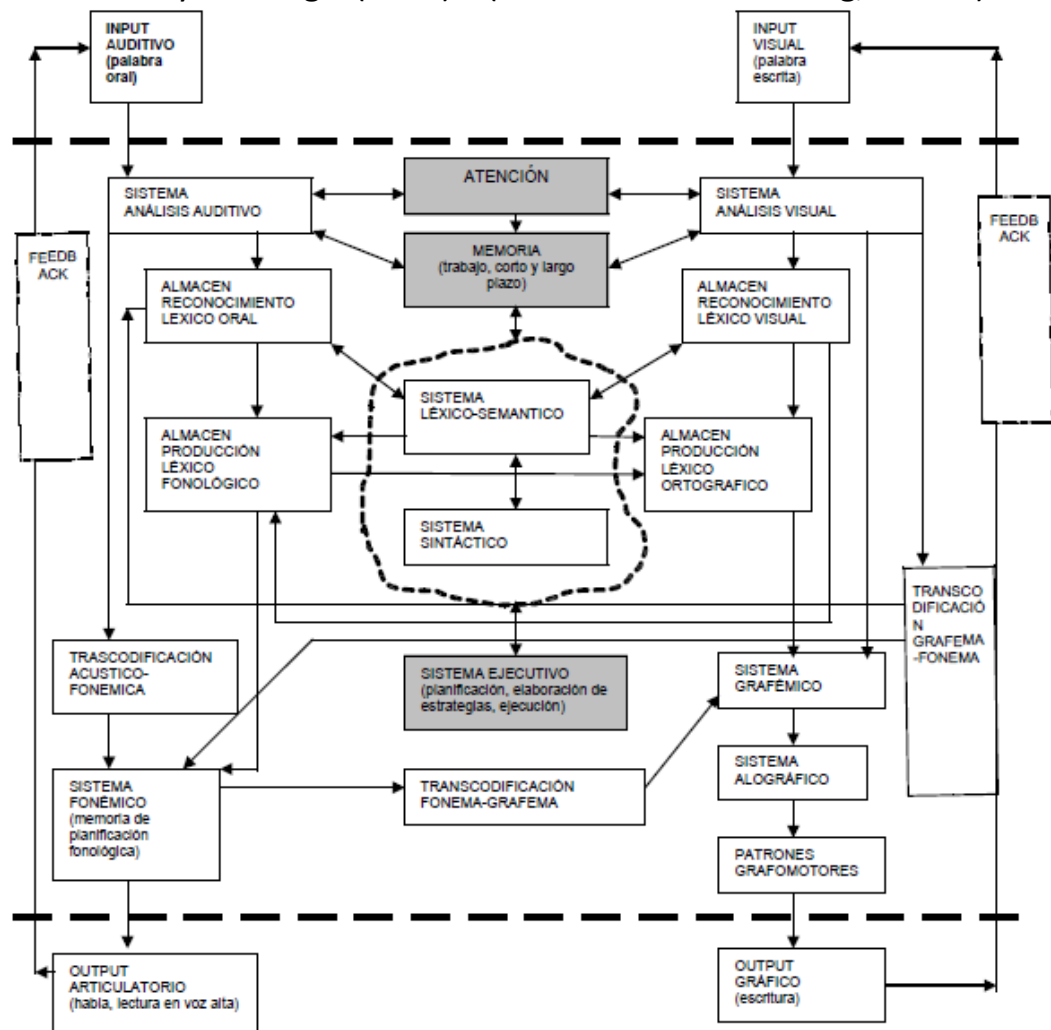 INPUT
AUDITIVO
(palabra
oral)
INPUT
VISUAL
(palabra
escrita)
ATENCIÓN
SISTEMA
ANÁLISIS AUDITIVO
SISTEMA
ANÁLISIS VISUAL
FEEDB
ACK
FEEDB
ACK
MEMORIA
(trabajo, corto y largo
plazo)
ALMACEN
RECONOCIMIENTO
LEXICO ORAL
ALMACEN
RECONOCIMIENTO
LÉXICO VISUAL
SISTEMA
LÉXICO-SEMANTICO
ALMACEN
PRODUCCIÓN
LÉXICO
FONOLÓGICO
ALMACEN
PRODUCCIÓN
LÉXICO
ORTOGRAFICO
SISTEMA
SINTÁCTICO
TRANSC
ODIFICACIÓ
N
GRAFEMA
-FONEMA
TRASCODIFICACIÓN
ACUSTICO-
FONEMICA
SISTEMA EJECUTIVO
(planificación, elaboración de
estrategias, ejecución)
SISTEMA
GRAFÉMICO
SISTEMA
FONÉMICO
(memoria de
planificación
fonológica)
TRANSCODIFICACIÓN
FONEMA-GRAFEMA
SISTEMA
ALOGRÁFICO
PATRONES
GRAFOMOTORES
OUTPUT
ARTICULATORIO
(habla, lectura en voz alta)
OUTPUT
GRÁFICO
(escritura)